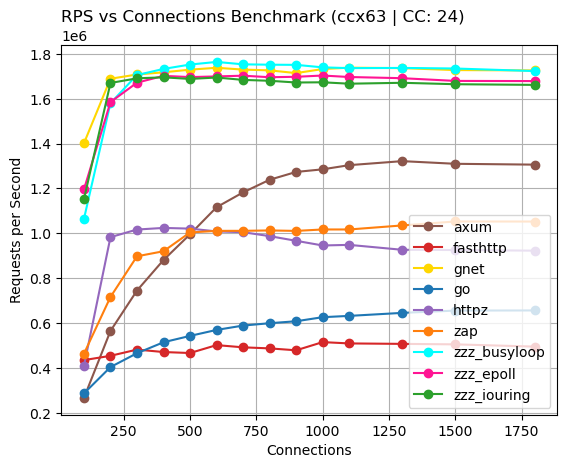 RPS vs Connections Benchmark (ccx63 | CC: 24)
1e6
1.8
1.6
1.4
1.2
1.0
0.8
0.6
0.4
0.2
Requests per Second
axum
fasthttp
gnet
go
httpz
zap
zzz_busyloop
zzz_epoll
zzz_iouring
250
500
750
1000
1250
1500
1750
Connections